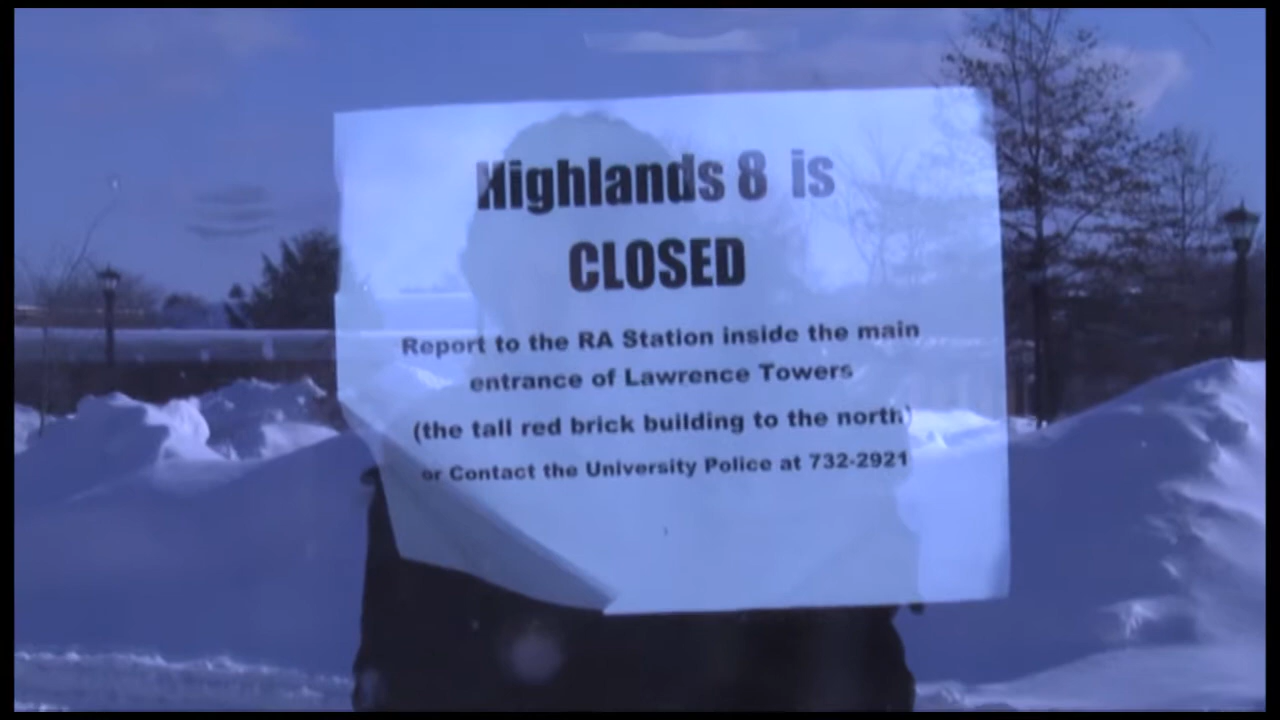 Highlands 8 is
CLOSED
Report to the RA Station inside the main
entrance of Lawrence Towers
(the tall red brick building to the north)
or Contact the University Police at 732-2921